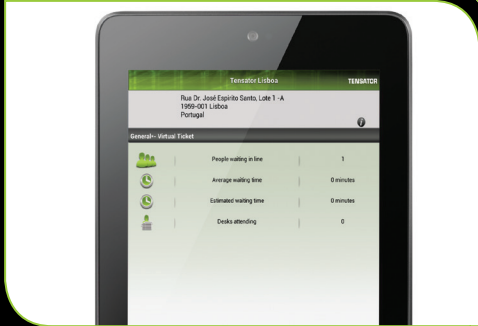 Tensator Lisboa TENSATOR
Rua Dr. José Espirito Santo, Lote 1 -A
1959-001 Lisboa
Portugal
i
General-- Virtual Ticket
People waiting in line 1
Average waiting time 0 minutes
Estimated waiting time 0 minutes
Desks attending 0